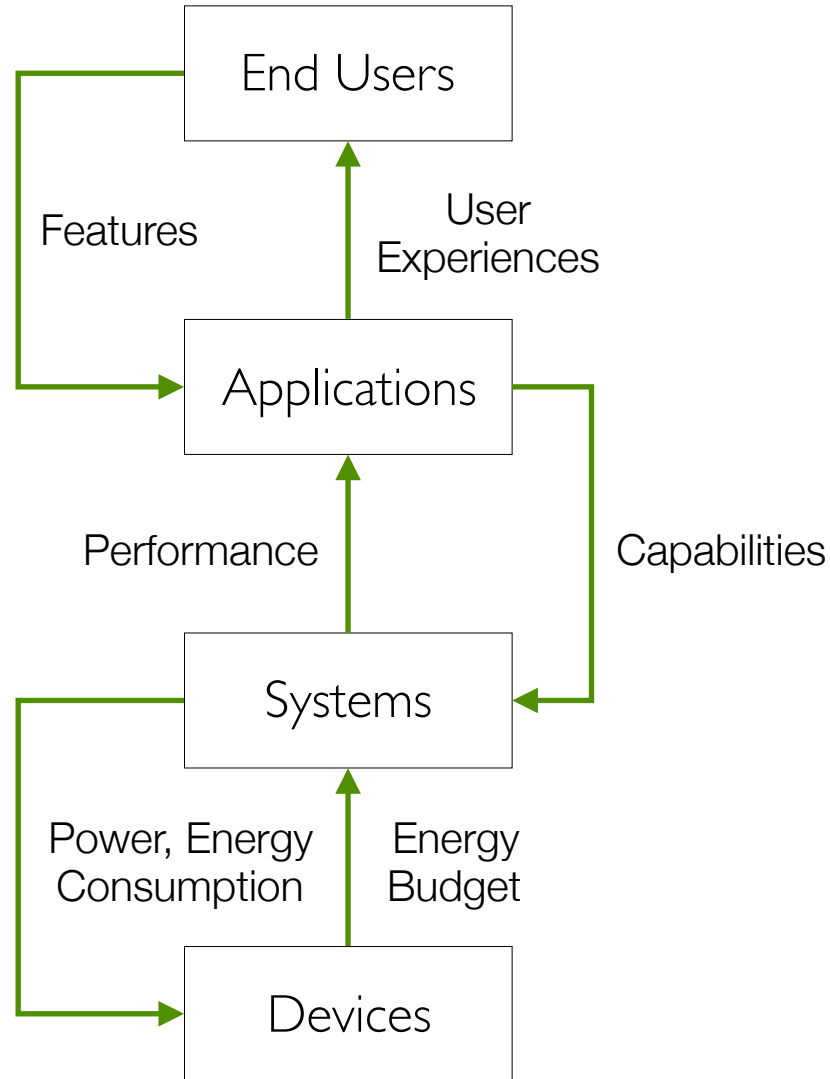 End Users
Features
User
Experiences
Applications
Performance
Capabilities
Systems
Power, Energy
Consumption
Energy
Budget
Devices